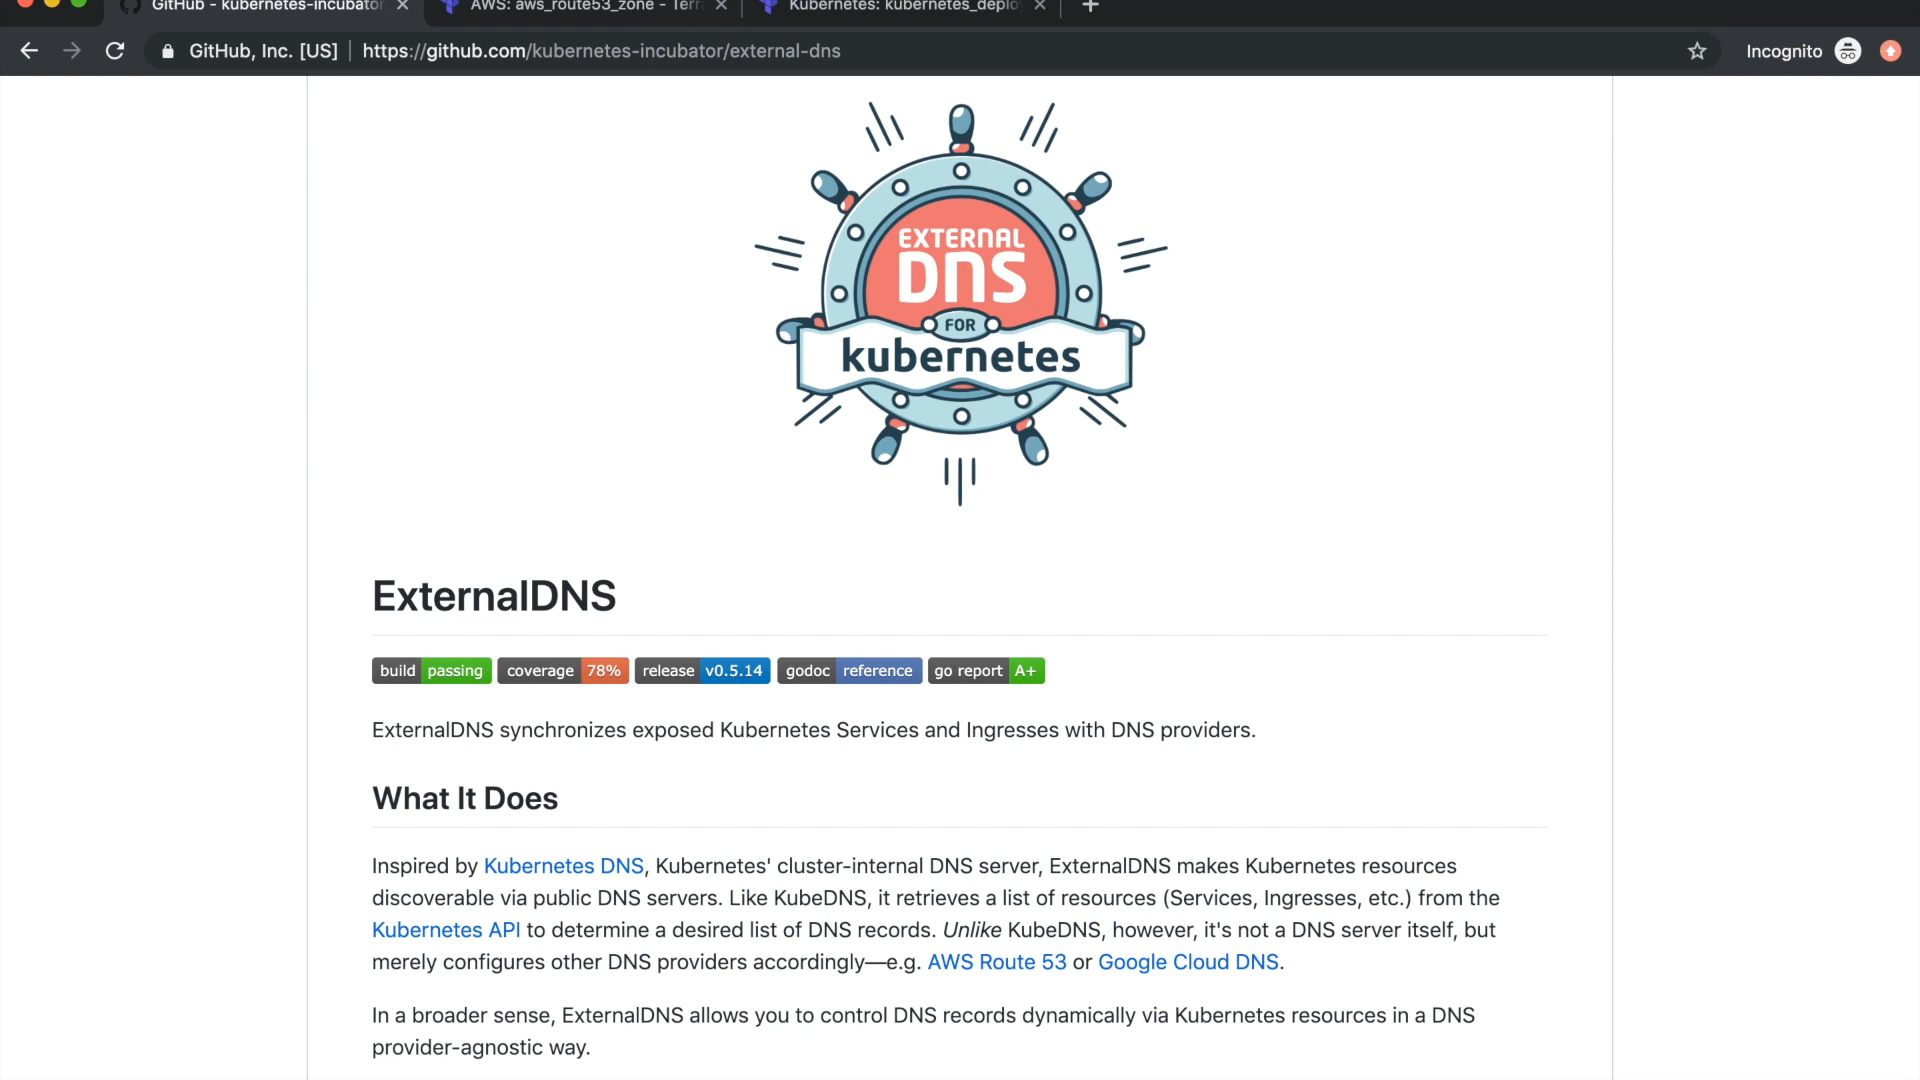 GitHub - kubernetes-incubator
AWS: aws_route53_zone - Terr
Kubernetes: kubernetes_deplo
GitHub, Inc. [US]
https://github.com/kubernetes-incubator/external-dns
Incognito
EXTERNAL
DNS
FOR
kubernetes
ExternalDNS
build passing coverage 78% release v0.5.14 godoc reference go report A+
ExternalDNS synchronizes exposed Kubernetes Services and Ingresses with DNS providers.
What It Does
Inspired by Kubernetes DNS, Kubernetes' cluster-internal DNS server, ExternalDNS makes Kubernetes resources
discoverable via public DNS servers. Like KubeDNS, it retrieves a list of resources (Services, Ingresses, etc.) from the
Kubernetes API to determine a desired list of DNS records. Unlike KubeDNS, however, it's not a DNS server itself, but
merely configures other DNS providers accordingly—e.g. AWS Route 53 or Google Cloud DNS.
In a broader sense, ExternalDNS allows you to control DNS records dynamically via Kubernetes resources in a DNS
provider-agnostic way.